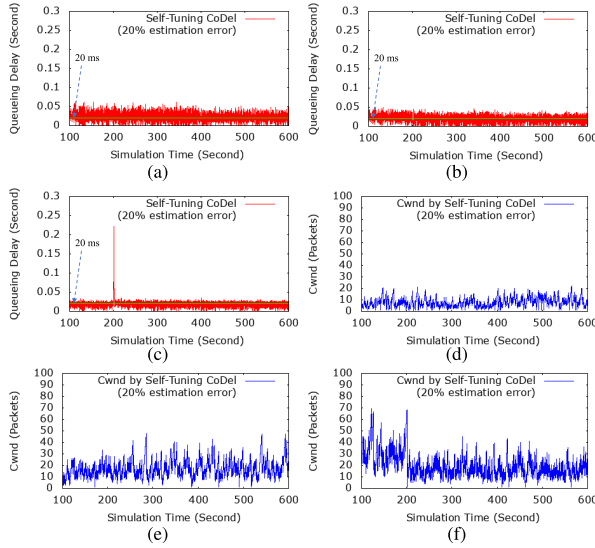 Queueing Delay (Second)
0.3
0.25
0.2
0.15
0.1
0.05
0
Self-Tuning CoDel
(20% estimation error)
20 ms
100 200 300 400 500 600
Simulation Time (Second)
(a)
Queueing Delay (Second)
0.3
0.25
0.2
0.15
0.1
0.05
0
Self-Tuning CoDel
(20% estimation error)
20 ms
100 200 300 400 500 600
Simulation Time (Second)
(b)
Queueing Delay (Second)
0.3
0.25
0.2
0.15
0.1
0.05
0
Self-Tuning CoDel
(20% estimation error)
20 ms
100 200 300 400 500 600
Simulation Time (Second)
(c)
Cwnd (Packets)
100
90
80
70
60
50
40
30
20
10
0
Cwnd by Self-Tuning CoDel
(20% estimation error)
100 200 300 400 500 600
Simulation Time (Second)
(d)
Cwnd (Packets)
100
90
80
70
60
50
40
30
20
10
0
Cwnd by Self-Tuning CoDel
(20% estimation error)
100 200 300 400 500 600
Simulation Time (Second)
(e)
Cwnd (Packets)
100
90
80
70
60
50
40
30
20
10
0
Cwnd by Self-Tuning CoDel
(20% estimation error)
100 200 300 400 500 600
Simulation Time (Second)
(f)